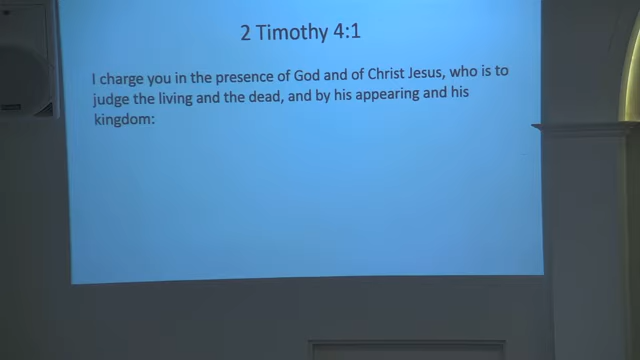 2 Timothy 4:1
I charge you in the presence of God and of Christ Jesus, who is to
judge the living and the dead, and by his appearing and his
kingdom: